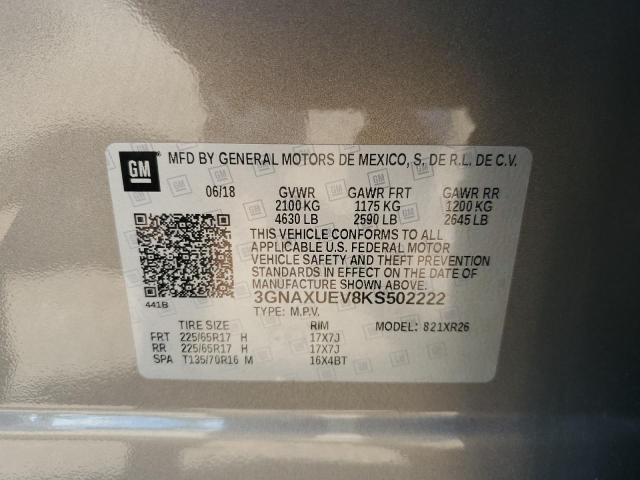 GM MFD BY GENERAL MOTORS DE MEXICO, S. DE R.L. DE C.V.
06/18 GVWR GAWR FRT GAWR RR
2100 KG 1175 KG 1200 KG
4630 LB 2590 LB 2645 LB
THIS VEHICLE CONFORMS TO ALL
APPLICABLE U.S. FEDERAL MOTOR
VEHICLE SAFETY AND THEFT PREVENTION
STANDARDS IN EFFECT ON THE DATE OF
MANUFACTURE SHOWN ABOVE.
441B 3GNAXUEV8KS502222
TYPE: M.P.V.
TIRE SIZE RIM MODEL: 821XR26
FRT 225/65R17 H 17X7J
RR 225/65R17 H 17X7J
SPA T135/70R16 M 16X4BT